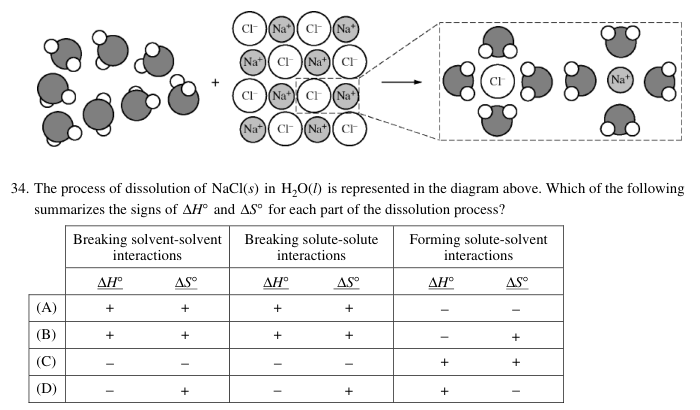 Cl⁻ Na⁺ Cl⁻ Na⁺
Na⁺ Cl⁻ Na⁺ Cl⁻
Cl⁻ Na⁺ Cl⁻ Na⁺
Na⁺ Cl⁻ Na⁺ Cl⁻
+
Cl⁻ Na⁺
34. The process of dissolution of NaCl(s) in H₂O(l) is represented in the diagram above. Which of the following
summarizes the signs of ΔH° and ΔS° for each part of the dissolution process?
Breaking solvent-solvent interactions Breaking solute-solute interactions Forming solute-solvent interactions
ΔH° ΔS° ΔH° ΔS° ΔH° ΔS°
(A) + + + + − −
(B) + + + + − +
(C) − − − − + +
(D) − + − + + −